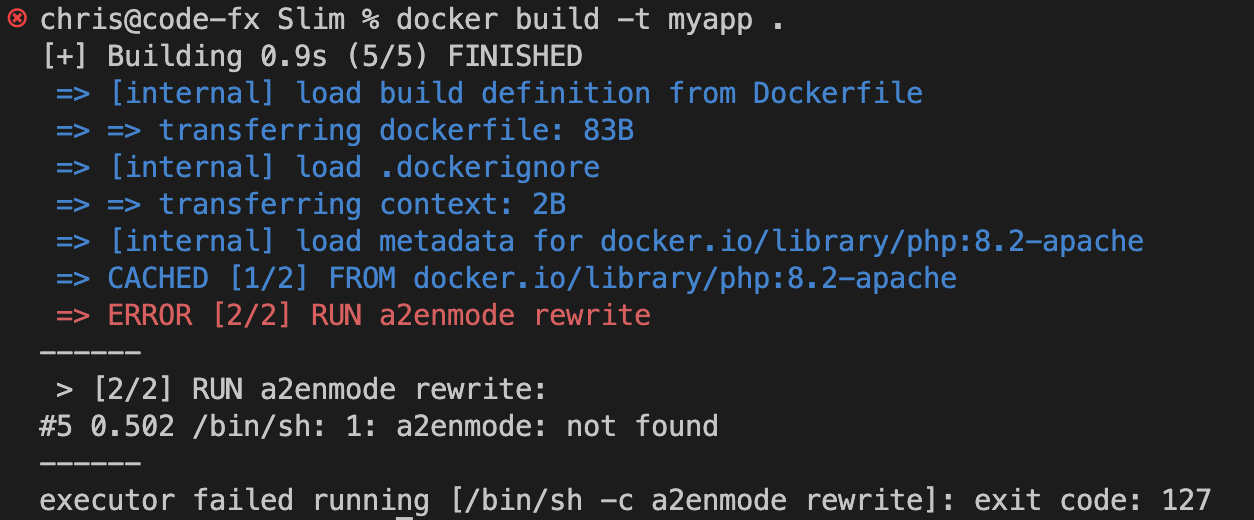 chris@code-fx Slim % docker build -t myapp .
[+] Building 0.9s (5/5) FINISHED
=> [internal] load build definition from Dockerfile
=> => transferring dockerfile: 83B
=> [internal] load .dockerignore
=> => transferring context: 2B
=> [internal] load metadata for docker.io/library/php:8.2-apache
=> CACHED [1/2] FROM docker.io/library/php:8.2-apache
=> ERROR [2/2] RUN a2enmode rewrite
------
> [2/2] RUN a2enmode rewrite:
#5 0.502 /bin/sh: 1: a2enmode: not found
------
executor failed running [/bin/sh -c a2enmode rewrite]: exit code: 127